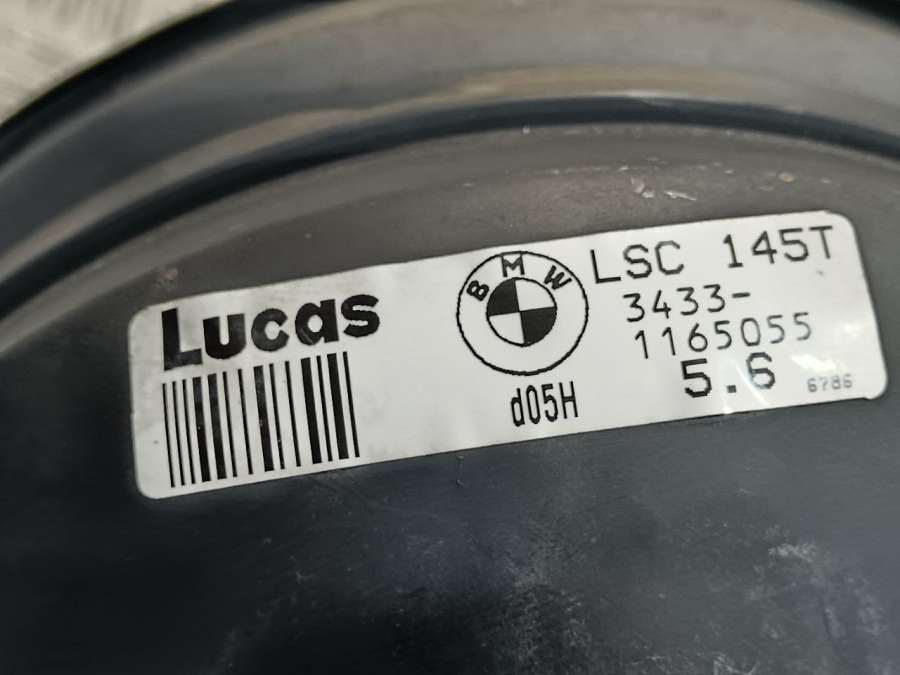 Lucas
BMW
d05H
LSC 145T
3433-
1165055
5.6
6786